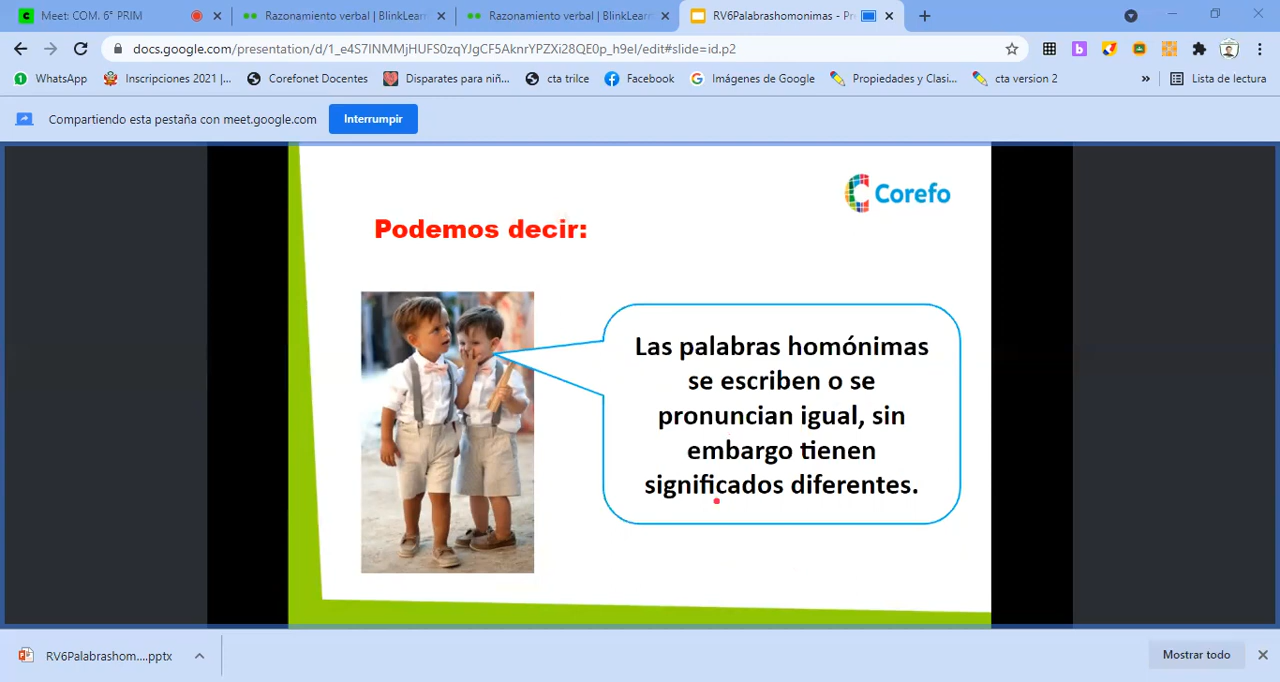 Meet: COM. 6° PRIM
Razonamiento verbal | BlinkLearn
Razonamiento verbal | BlinkLearn
RV6Palabrashomonimas - Pre
docs.google.com/presentation/d/1_e4S7INMMjHUFS0zqYJgCF5AknrYPZXi28QE0p_h9eI/edit#slide=id.p2
WhatsApp
Inscripciones 2021 |...
Corefonet Docentes
Disparates para niñ...
cta trilce
Facebook
Imágenes de Google
Propiedades y Clasi...
cta version 2
»
Lista de lectura
Compartiendo esta pestaña con meet.google.com
Interrumpir
Corefo
Podemos decir:
Las palabras homónimas
se escriben o se
pronuncian igual, sin
embargo tienen
significados diferentes.
RV6Palabrashom....pptx
Mostrar todo